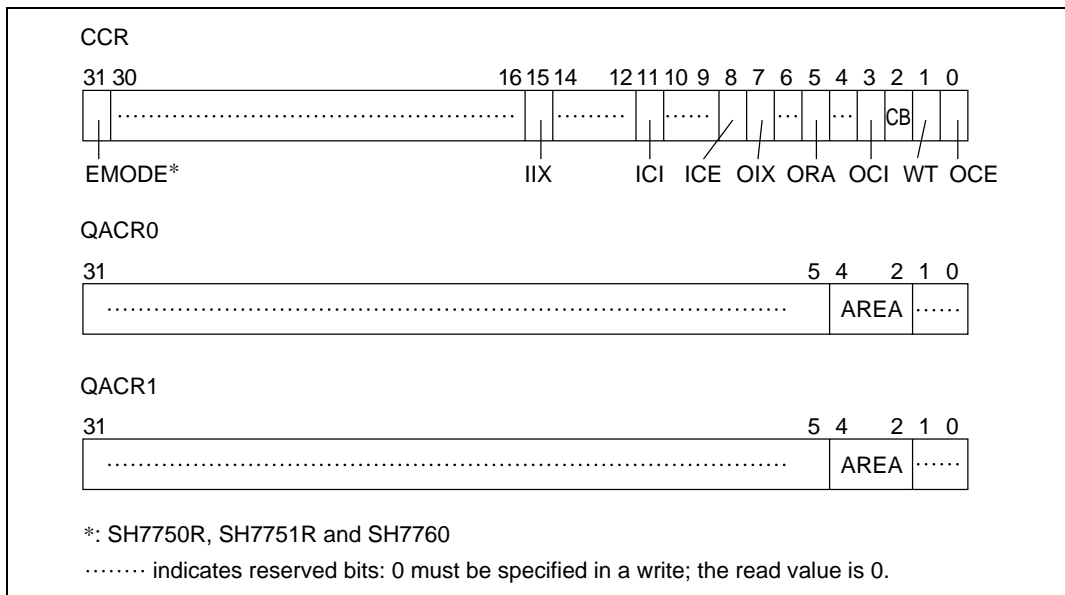 CCR
31 30 16 15 14 12 11 10 9 8 7 6 5 4 3 2 1 0
CB
EMODE* IIX ICI ICE OIX ORA OCI WT OCE
QACR0
31 5 4 2 1 0
AREA
QACR1
31 5 4 2 1 0
AREA
*: SH7750R, SH7751R and SH7760
········ indicates reserved bits: 0 must be specified in a write; the read value is 0.